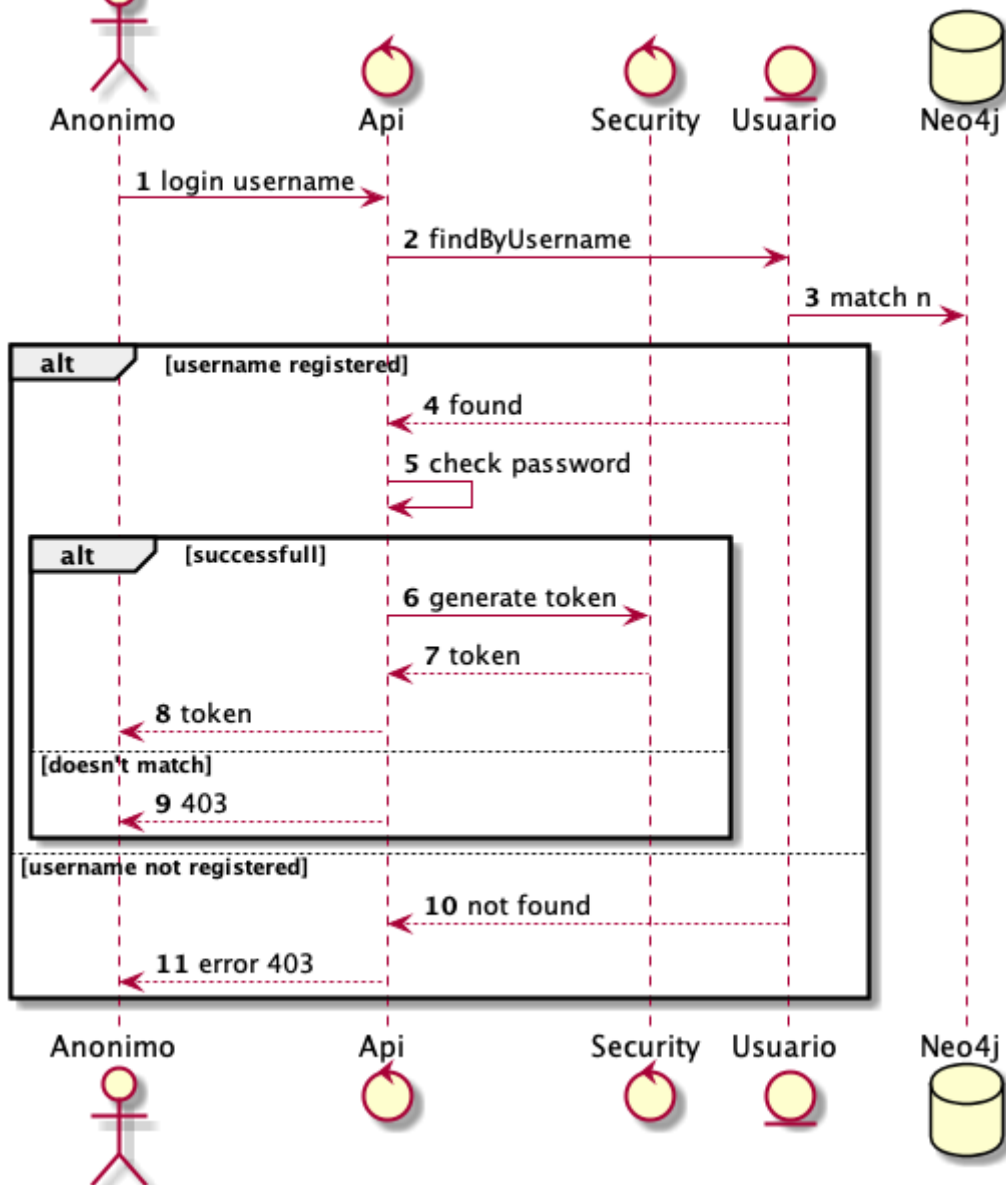 Anonimo Api Security Usuario Neo4j
1 login username
2 findByUsername
3 match n
alt [username registered]
4 found
5 check password
alt [successfull]
6 generate token
7 token
8 token
[doesn't match]
9 403
[username not registered]
10 not found
11 error 403
Anonimo Api Security Usuario Neo4j